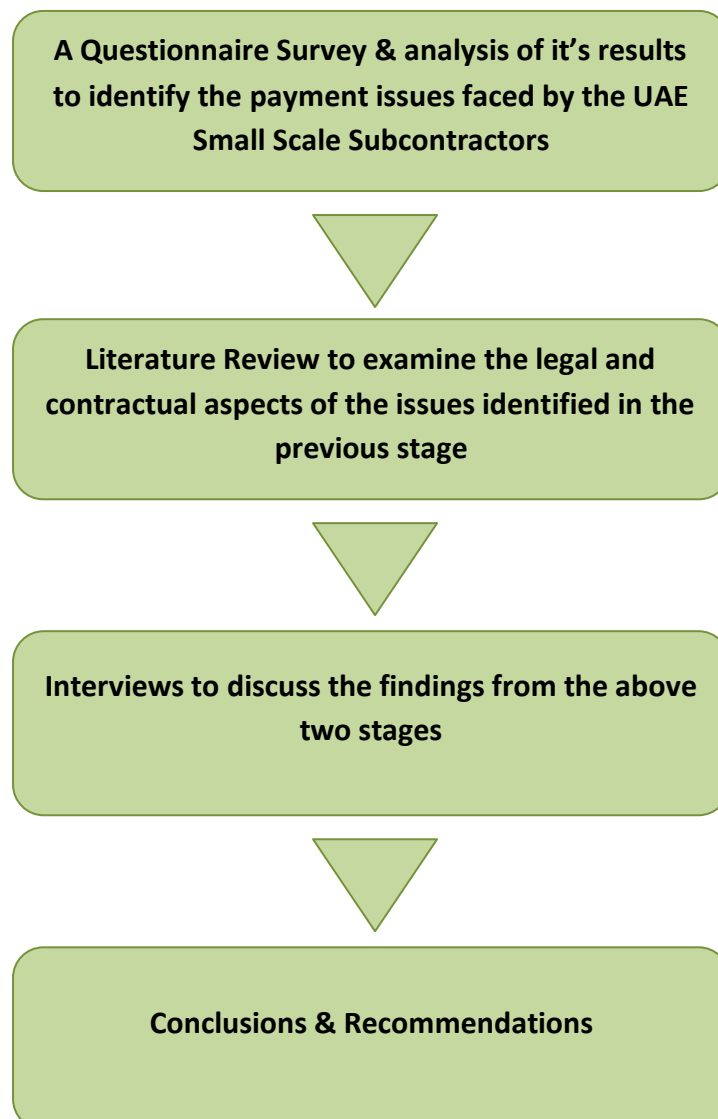 A Questionnaire Survey & analysis of it’s results
to identify the payment issues faced by the UAE
Small Scale Subcontractors
Literature Review to examine the legal and
contractual aspects of the issues identified in the
previous stage
Interviews to discuss the findings from the above
two stages
Conclusions & Recommendations